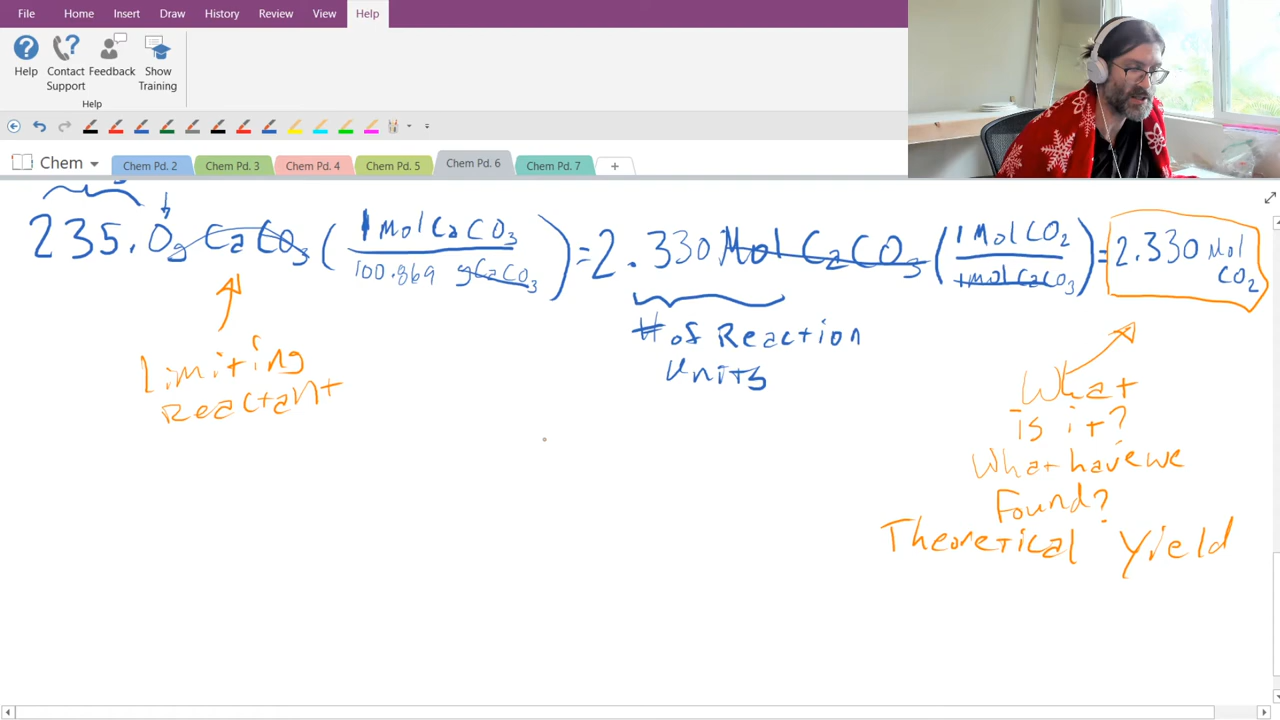 File Home Insert Draw History Review View Help
Help Contact Support Feedback Show Training
Help
Chem Chem Pd. 2 Chem Pd. 3 Chem Pd. 4 Chem Pd. 5 Chem Pd. 6 Chem Pd. 7 +
235.0g CaCO3 (1 Mol CaCO3 / 100.869 g CaCO3) = 2.330 Mol CaCO3 (1 Mol CO2 / 1 mol CaCO3) = 2.330 Mol CO2
# of Reaction
Units
Limiting
Reactant
What
is it?
What have we
Found?
Theoretical Yield